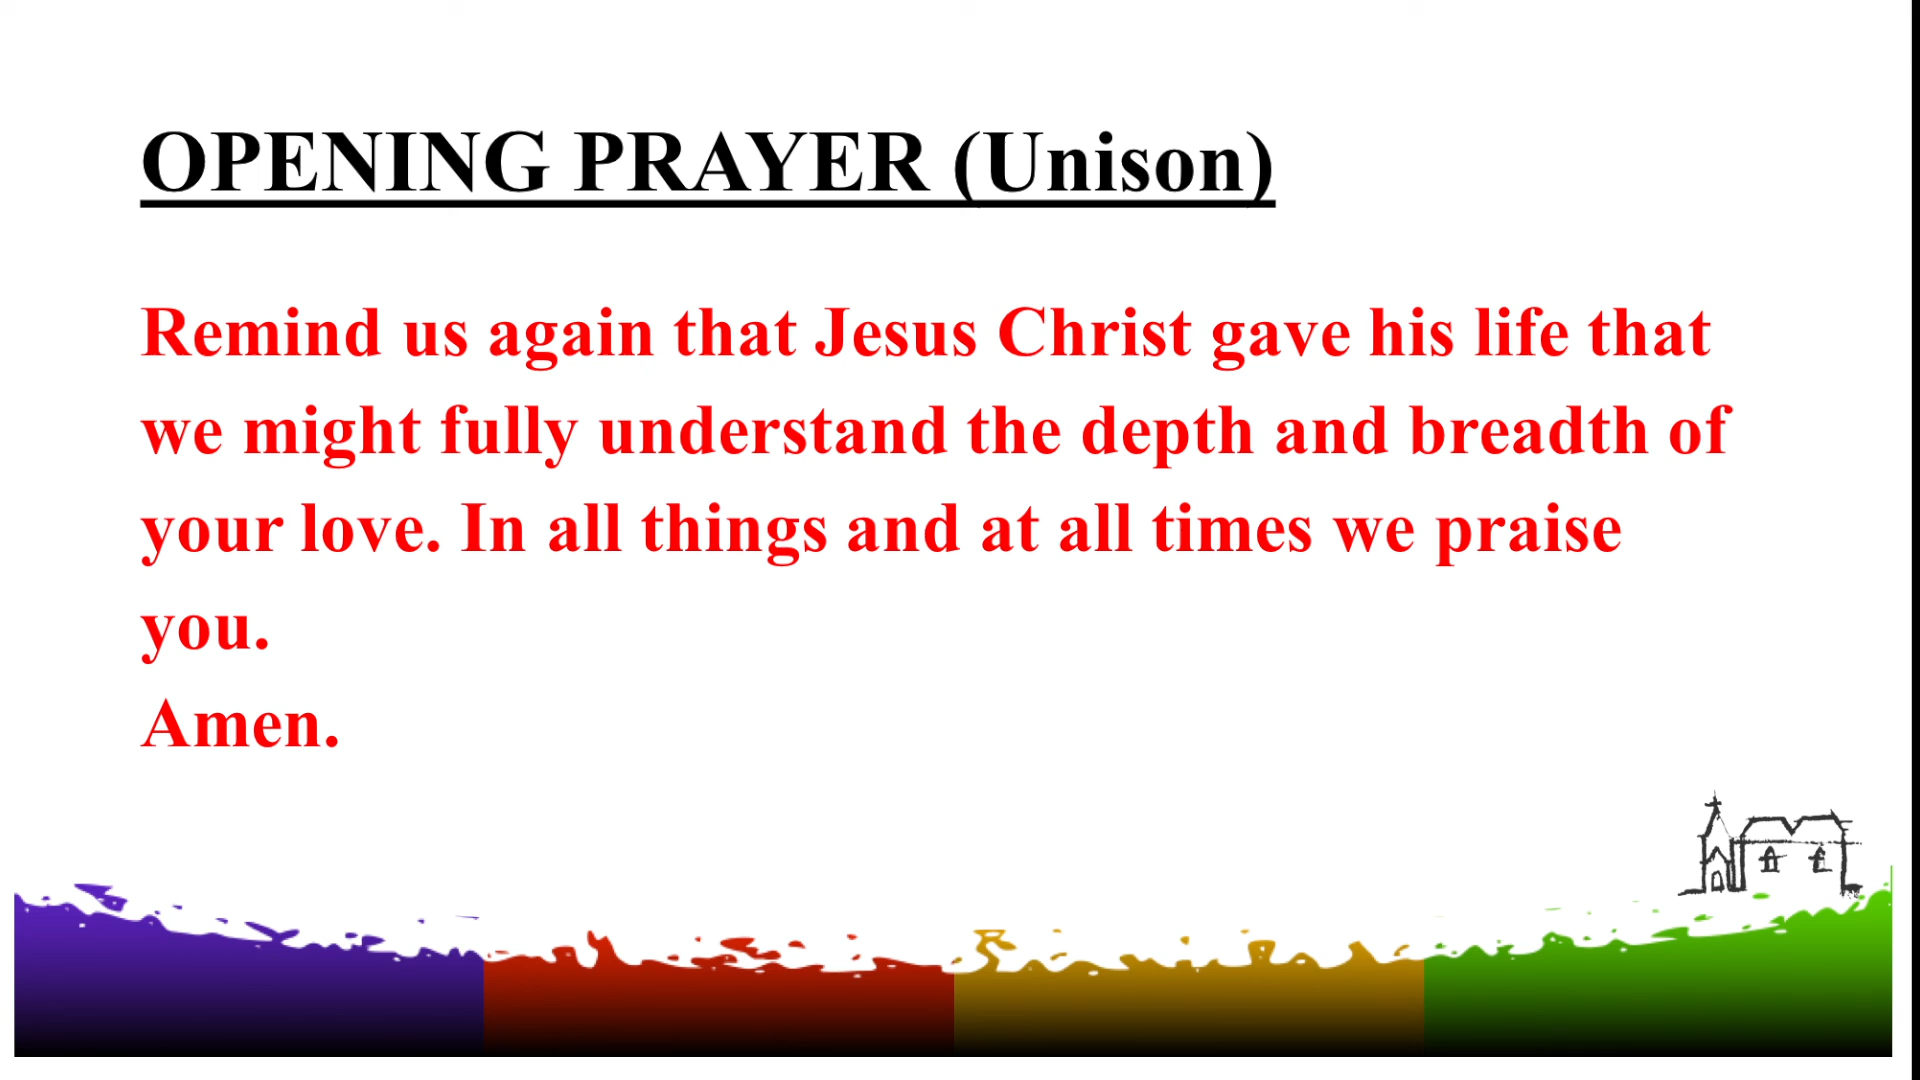 OPENING PRAYER (Unison)
Remind us again that Jesus Christ gave his life that
we might fully understand the depth and breadth of
your love. In all things and at all times we praise
you.
Amen.